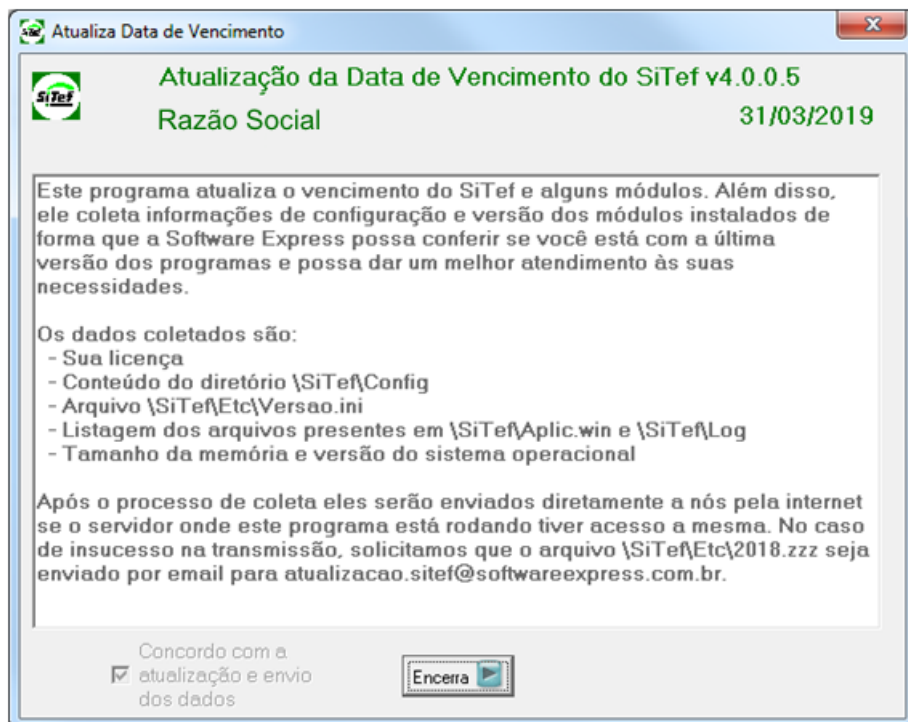 Atualiza Data de Vencimento
SiTef
Atualização da Data de Vencimento do SiTef v4.0.0.5
Razão Social
31/03/2019
Este programa atualiza o vencimento do SiTef e alguns módulos. Além disso,
ele coleta informações de configuração e versão dos módulos instalados de
forma que a Software Express possa conferir se você está com a última
versão dos programas e possa dar um melhor atendimento às suas
necessidades.
Os dados coletados são:
- Sua licença
- Conteúdo do diretório \SiTef\Config
- Arquivo \SiTef\Etc\Versao.ini
- Listagem dos arquivos presentes em \SiTef\Aplic.win e \SiTef\Log
- Tamanho da memória e versão do sistema operacional
Após o processo de coleta eles serão enviados diretamente a nós pela internet
se o servidor onde este programa está rodando tiver acesso a mesma. No caso
de insucesso na transmissão, solicitamos que o arquivo \SiTef\Etc\2018.zzz seja
enviado por email para atualizacao.sitef@softwareexpress.com.br.
Concordo com a
atualização e envio
dos dados
Encerra